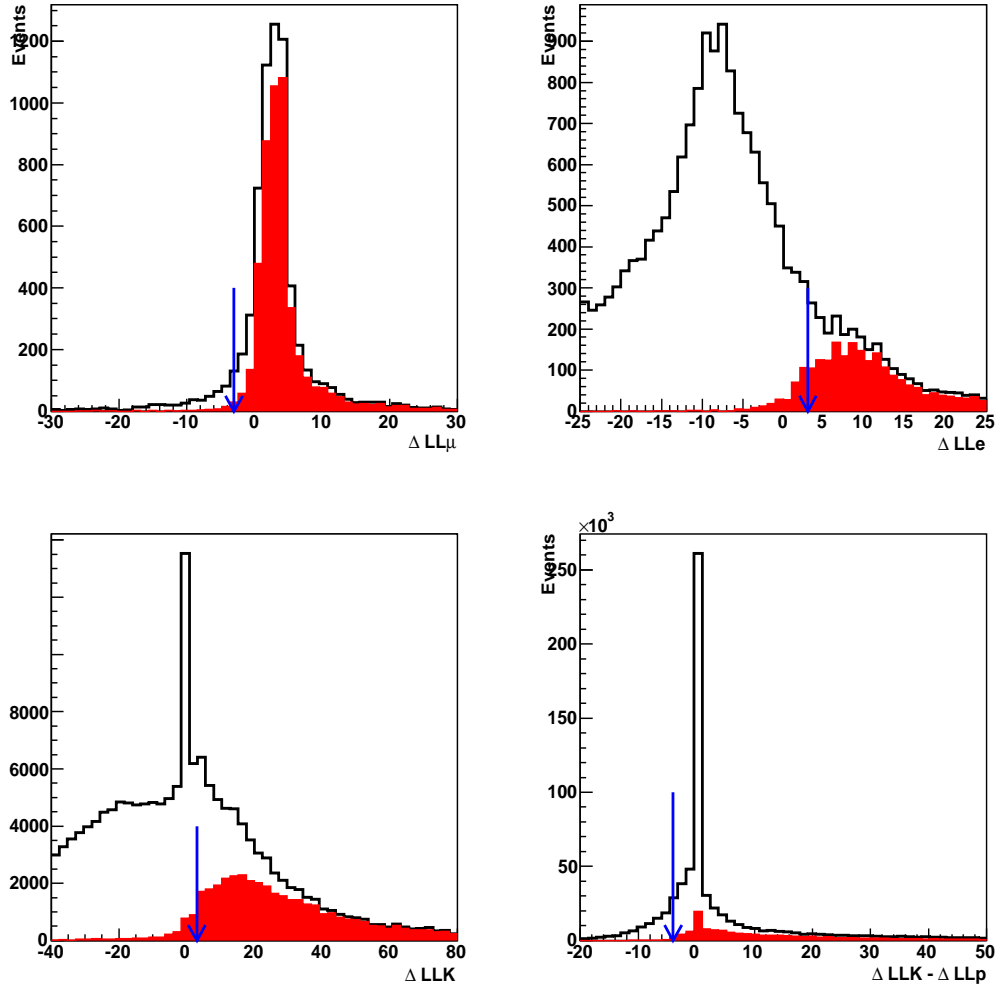 Events
1200
1000
800
600
400
200
0
-30 -20 -10 0 10 20 30
Δ LLμ
Events
900
800
700
600
500
400
300
200
100
0
-25 -20 -15 -10 -5 0 5 10 15 20 25
Δ LLe
8000
6000
4000
2000
0
-40 -20 0 20 40 60 80
Δ LLK
×10³
Events
250
200
150
100
50
0
-20 -10 0 10 20 30 40 50
Δ LLK - Δ LLp